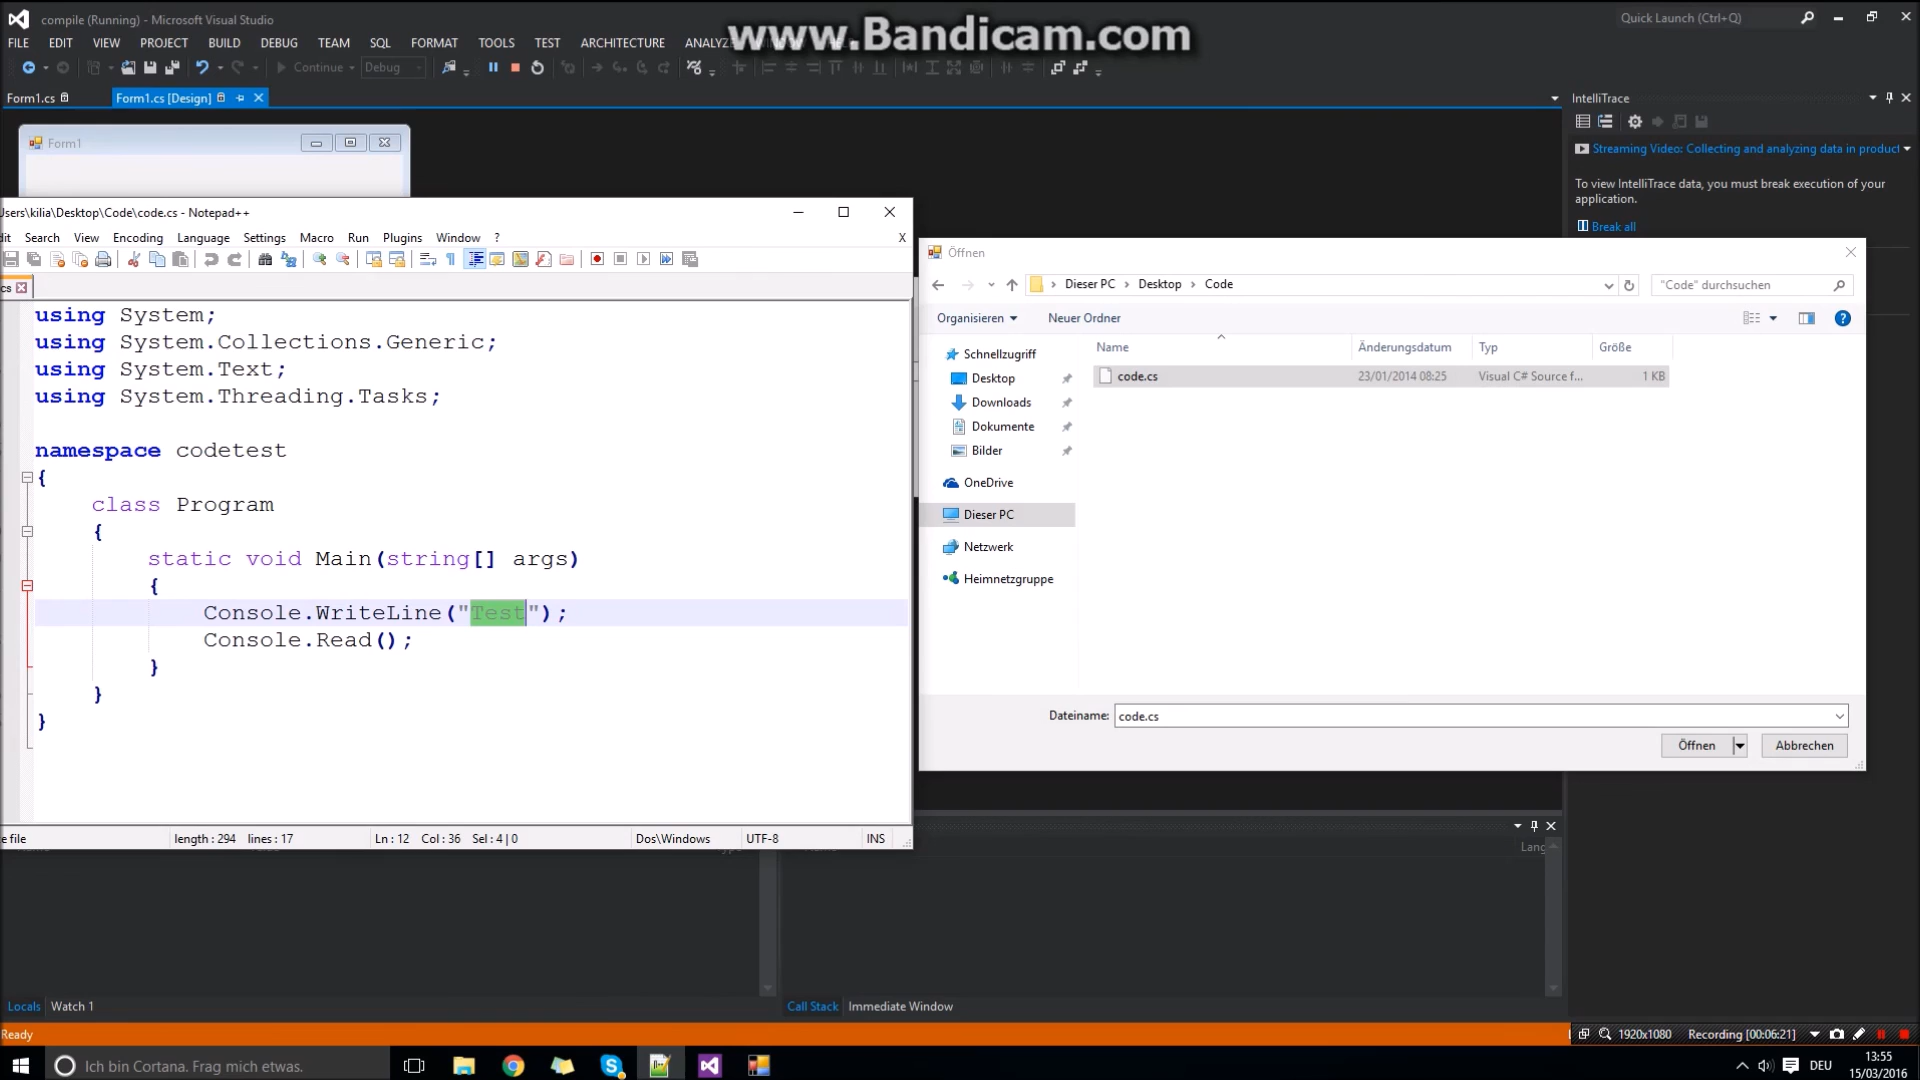 compile (Running) - Microsoft Visual Studio
www.Bandicam.com
Quick Launch (Ctrl+Q)
FILE EDIT VIEW PROJECT BUILD DEBUG TEAM SQL FORMAT TOOLS TEST ARCHITECTURE ANALYZE
Continue Debug
Form1.cs
Form1.cs [Design]
IntelliTrace
Form1
Streaming Video: Collecting and analyzing data in product
To view IntelliTrace data, you must break execution of your
application.
Break all
sers\kilia\Desktop\Code\code.cs - Notepad++
dit Search View Encoding Language Settings Macro Run Plugins Window ? X
cs
using System;
using System.Collections.Generic;
using System.Text;
using System.Threading.Tasks;
namespace codetest
{
class Program
{
static void Main(string[] args)
{
Console.WriteLine("Test");
Console.Read();
}
}
}
e file length : 294 lines : 17 Ln : 12 Col : 36 Sel : 4 | 0 Dos\Windows UTF-8 INS
Öffnen
Dieser PC Desktop Code
"Code" durchsuchen
Organisieren Neuer Ordner
Name Änderungsdatum Typ Größe
code.cs 23/01/2014 08:25 Visual C# Source f... 1 KB
Schnellzugriff
Desktop
Downloads
Dokumente
Bilder
OneDrive
Dieser PC
Netzwerk
Heimnetzgruppe
Dateiname: code.cs
Öffnen Abbrechen
Lang
Locals Watch 1
Call Stack Immediate Window
Ready
1920x1080 Recording [00:06:21]
Ich bin Cortana. Frag mich etwas.
DEU
13:55
15/03/2016